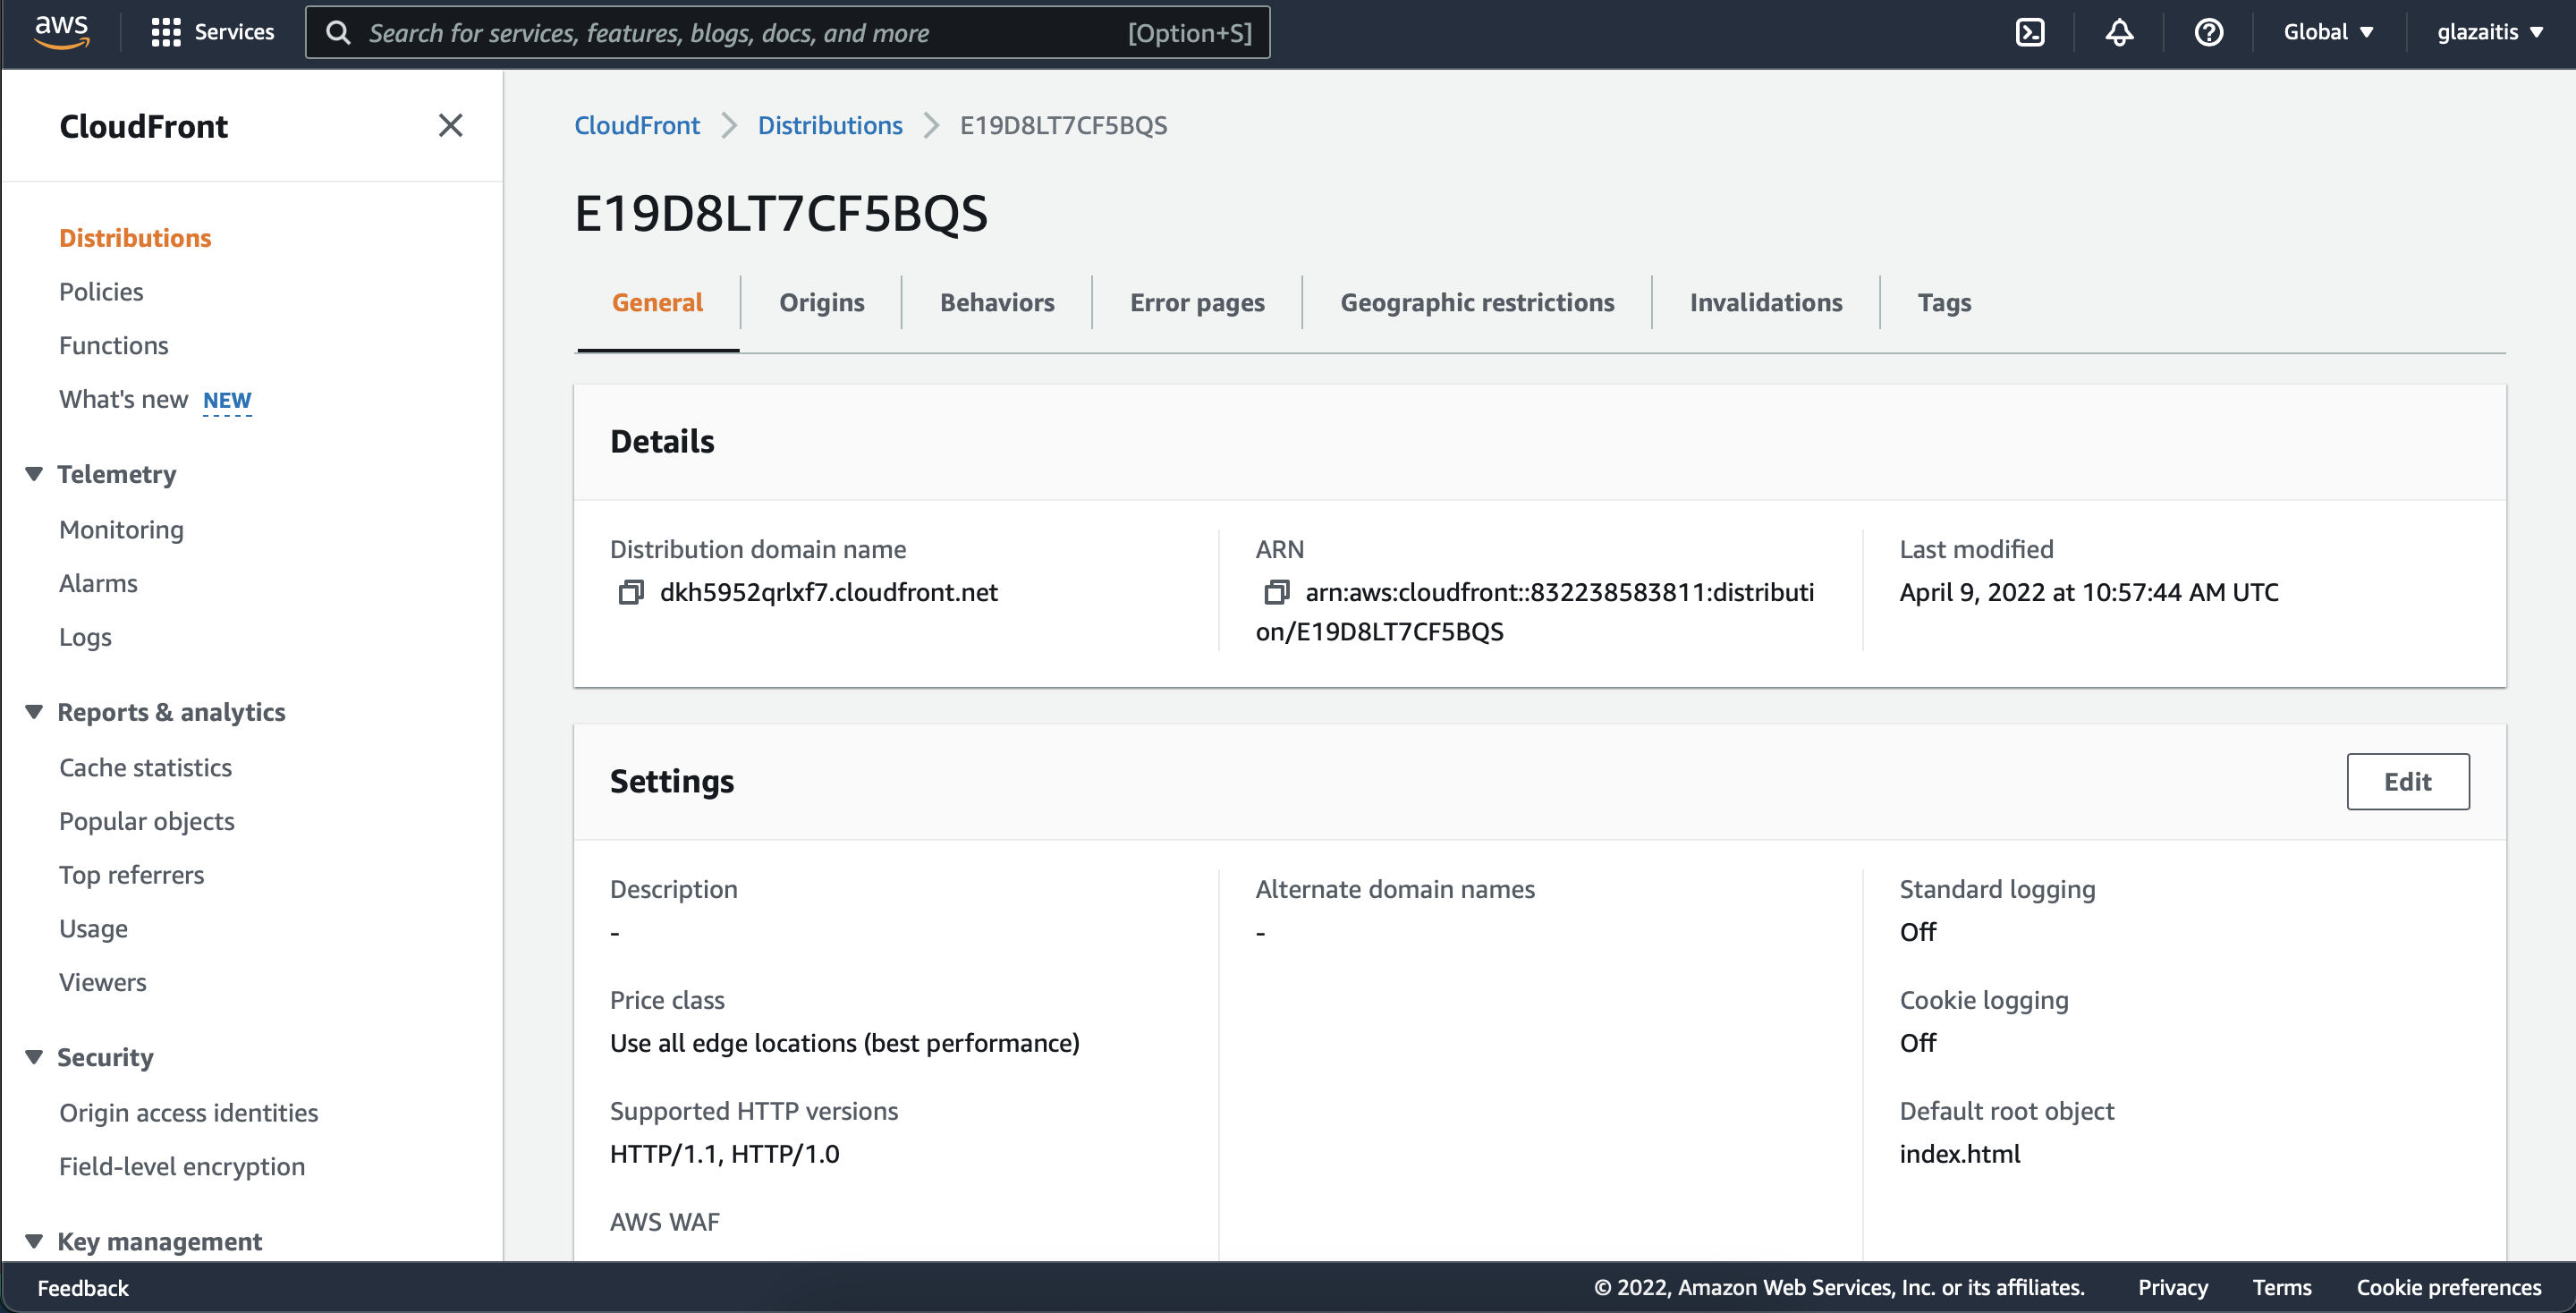 aws
Services
Search for services, features, blogs, docs, and more
[Option+S]
Global
glazaitis
CloudFront
Distributions
Policies
Functions
What's new NEW
Telemetry
Monitoring
Alarms
Logs
Reports & analytics
Cache statistics
Popular objects
Top referrers
Usage
Viewers
Security
Origin access identities
Field-level encryption
Key management
CloudFront
Distributions
E19D8LT7CF5BQS
E19D8LT7CF5BQS
General
Origins
Behaviors
Error pages
Geographic restrictions
Invalidations
Tags
Details
Distribution domain name
dkh5952qrlxf7.cloudfront.net
ARN
arn:aws:cloudfront::832238583811:distributi
on/E19D8LT7CF5BQS
Last modified
April 9, 2022 at 10:57:44 AM UTC
Settings
Edit
Description
-
Price class
Use all edge locations (best performance)
Supported HTTP versions
HTTP/1.1, HTTP/1.0
AWS WAF
Alternate domain names
-
Standard logging
Off
Cookie logging
Off
Default root object
index.html
Feedback
© 2022, Amazon Web Services, Inc. or its affiliates.
Privacy
Terms
Cookie preferences